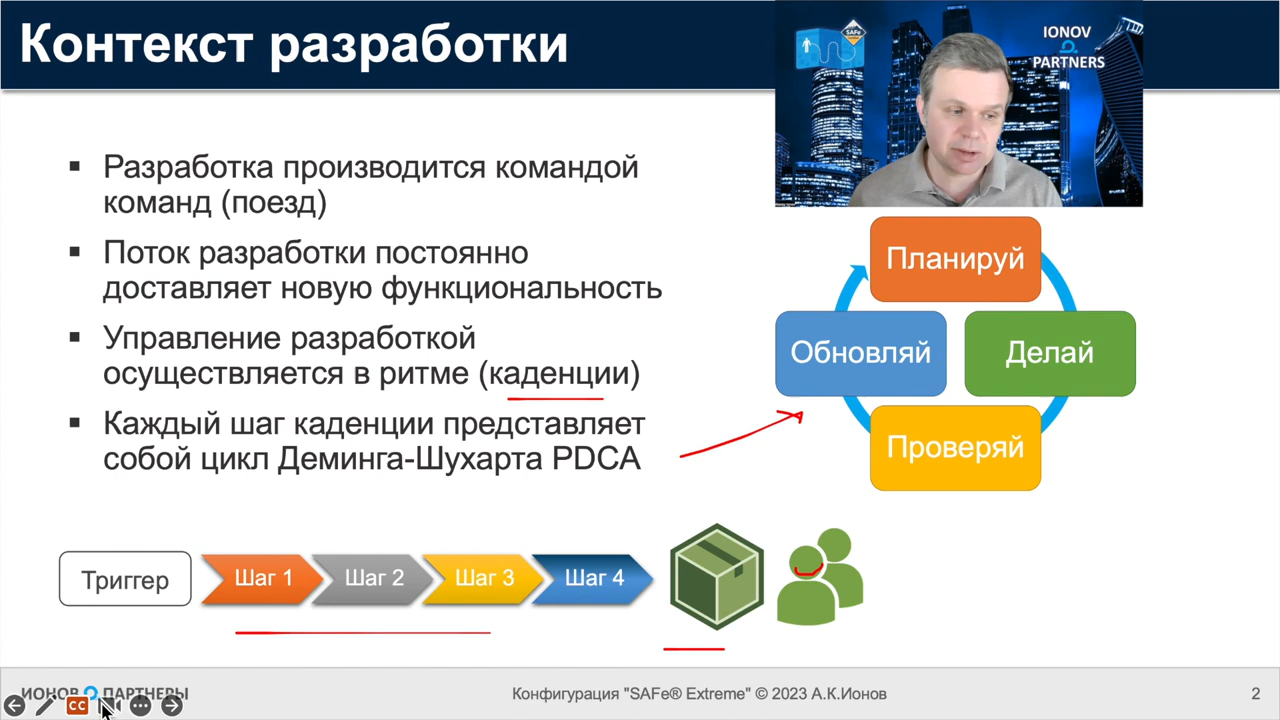 Контекст разработки
SAFe
IONOV
PARTNERS
Разработка производится командой
команд (поезд)
Поток разработки постоянно
доставляет новую функциональность
Управление разработкой
осуществляется в ритме (каденции)
Каждый шаг каденции представляет
собой цикл Деминга-Шухарта PDCA
Планируй
Обновляй
Делай
Проверяй
Триггер
Шаг 1
Шаг 2
Шаг 3
Шаг 4
ИОНОВ ПАРТНЕРЫ
CC
Конфигурация "SAFe® Extreme" © 2023 А.К.Ионов
2